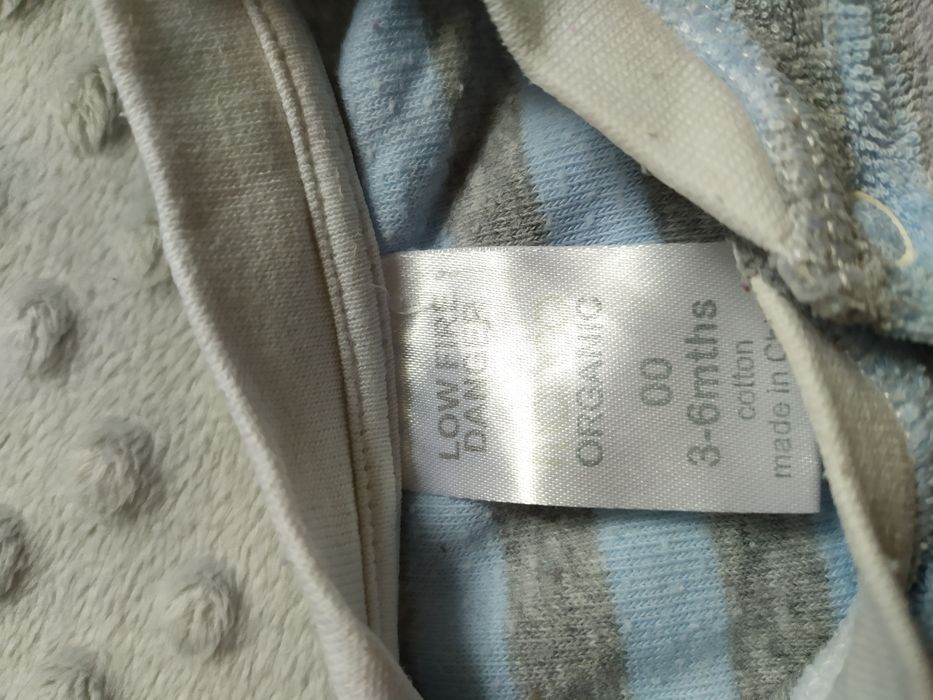 LOW FIRE
DANGER
ORGANIC
00
3-6mths
cotton
made in